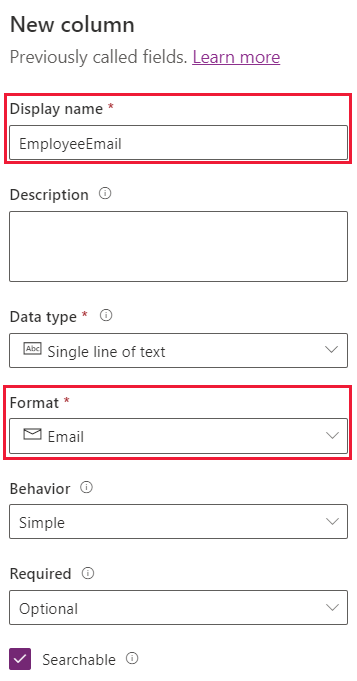 New column
Previously called fields. Learn more
Display name *
EmployeeEmail
Description
Data type *
Abc Single line of text
Format *
Email
Behavior
Simple
Required
Optional
Searchable